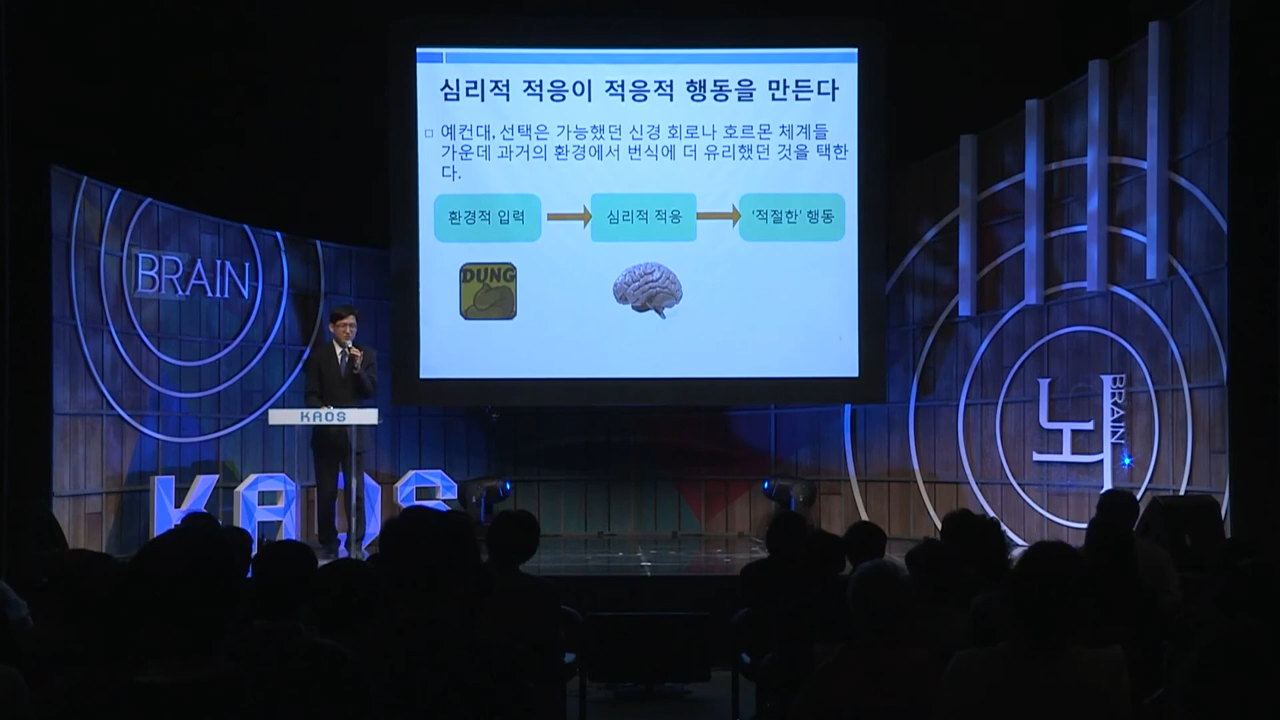 심리적 적응이 적응적 행동을 만든다
□ 예컨대, 선택은 가능했던 신경 회로나 호르몬 체계들
가운데 과거의 환경에서 번식에 더 유리했던 것을 택한
다.
환경적 입력
심리적 적응
'적절한' 행동
DUNG
BRAIN
KAOS
KAOS
뇌
BRAIN